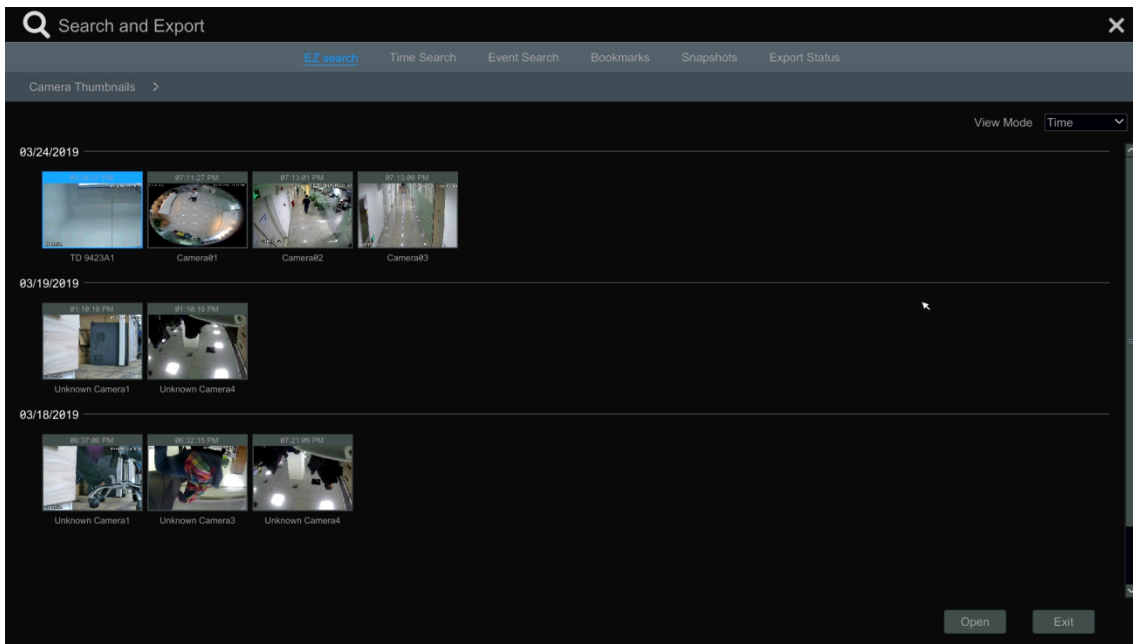 Search and Export
EZ search Time Search Event Search Bookmarks Snapshots Export Status
Camera Thumbnails >
View Mode Time
03/24/2019
07:11:27 PM 07:13:01 PM 07:13:06 PM
TD 9423A1 Camera01 Camera02 Camera03
03/19/2019
01:10:18 PM 01:10:19 PM
Unknown Camera1 Unknown Camera4
03/18/2019
06:37:06 PM 06:32:15 PM 07:21:09 PM
Unknown Camera1 Unknown Camera3 Unknown Camera4
Open Exit